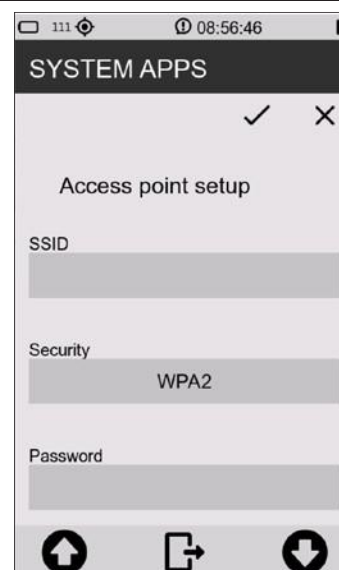 111 08:56:46
SYSTEM APPS
Access point setup
SSID
Security
WPA2
Password